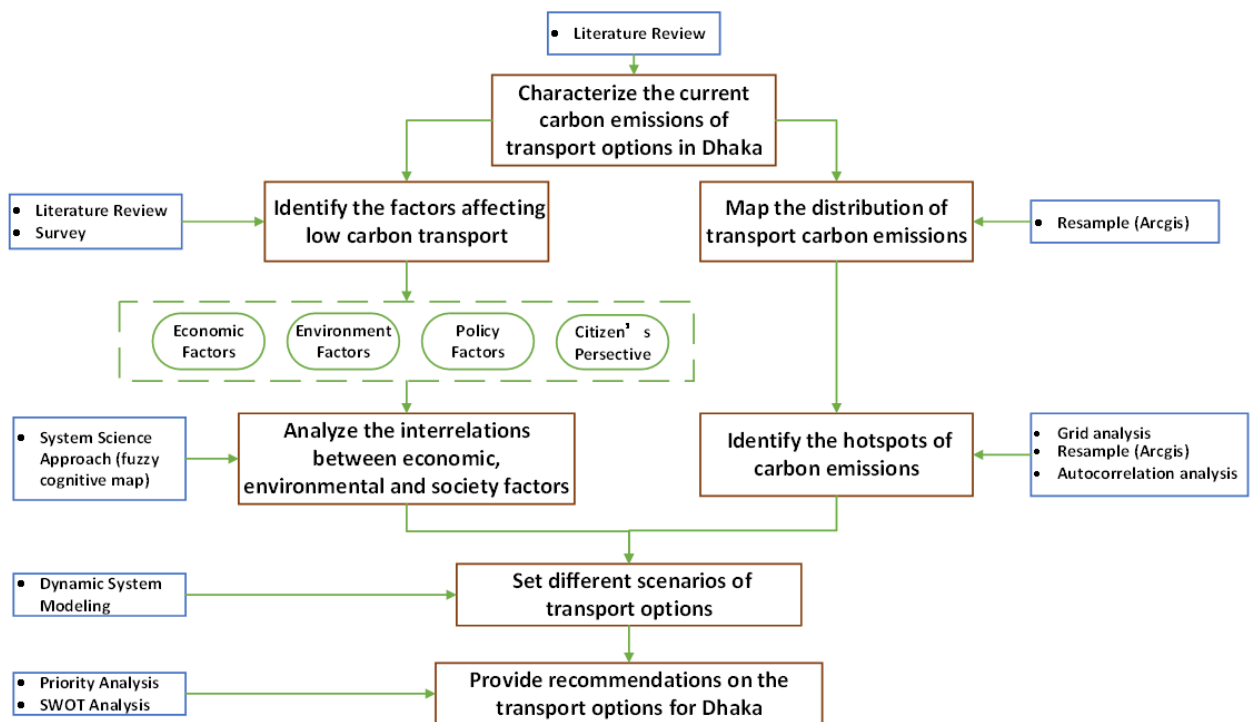 • Literature Review
Characterize the current
carbon emissions of
transport options in Dhaka
• Literature Review
• Survey
Identify the factors affecting
low carbon transport
Map the distribution of
transport carbon emissions
• Resample (Arcgis)
Economic
Factors
Environment
Factors
Policy
Factors
Citizen’ s
Persective
• System Science
Approach (fuzzy
cognitive map)
Analyze the interrelations
between economic,
environmental and society factors
Identify the hotspots of
carbon emissions
• Grid analysis
• Resample (Arcgis)
• Autocorrelation analysis
• Dynamic System
Modeling
Set different scenarios of
transport options
• Priority Analysis
• SWOT Analysis
Provide recommendations on the
transport options for Dhaka